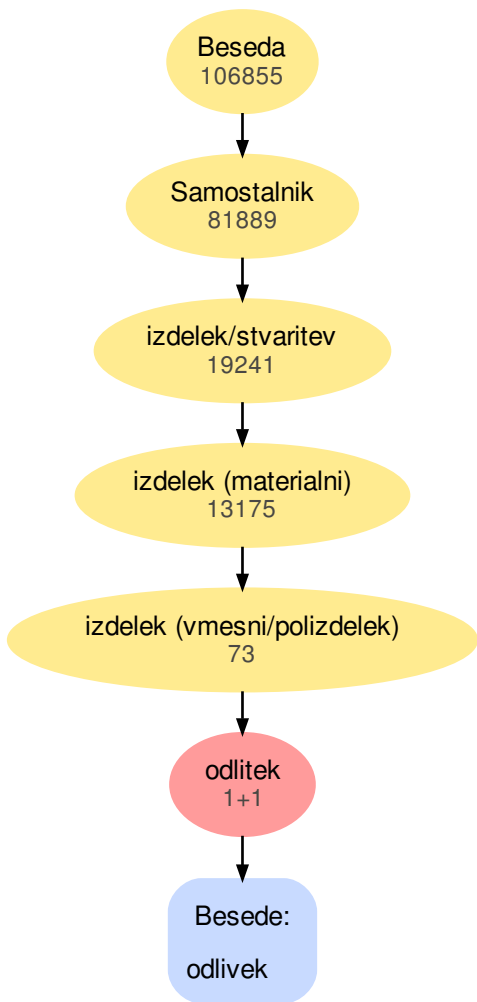 Beseda
106855
Samostalnik
81889
izdelek/stvaritev
19241
izdelek (materialni)
13175
izdelek (vmesni/polizdelek)
73
odlitek
1+1
Besede:
odlivek